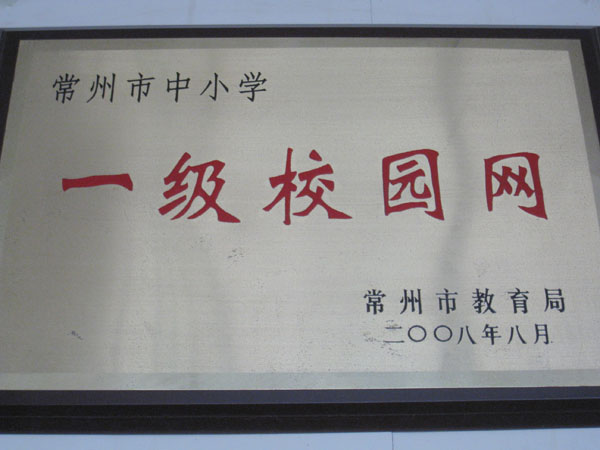 常州市中小学
一级校园网
常州市教育局
二〇〇八年八月